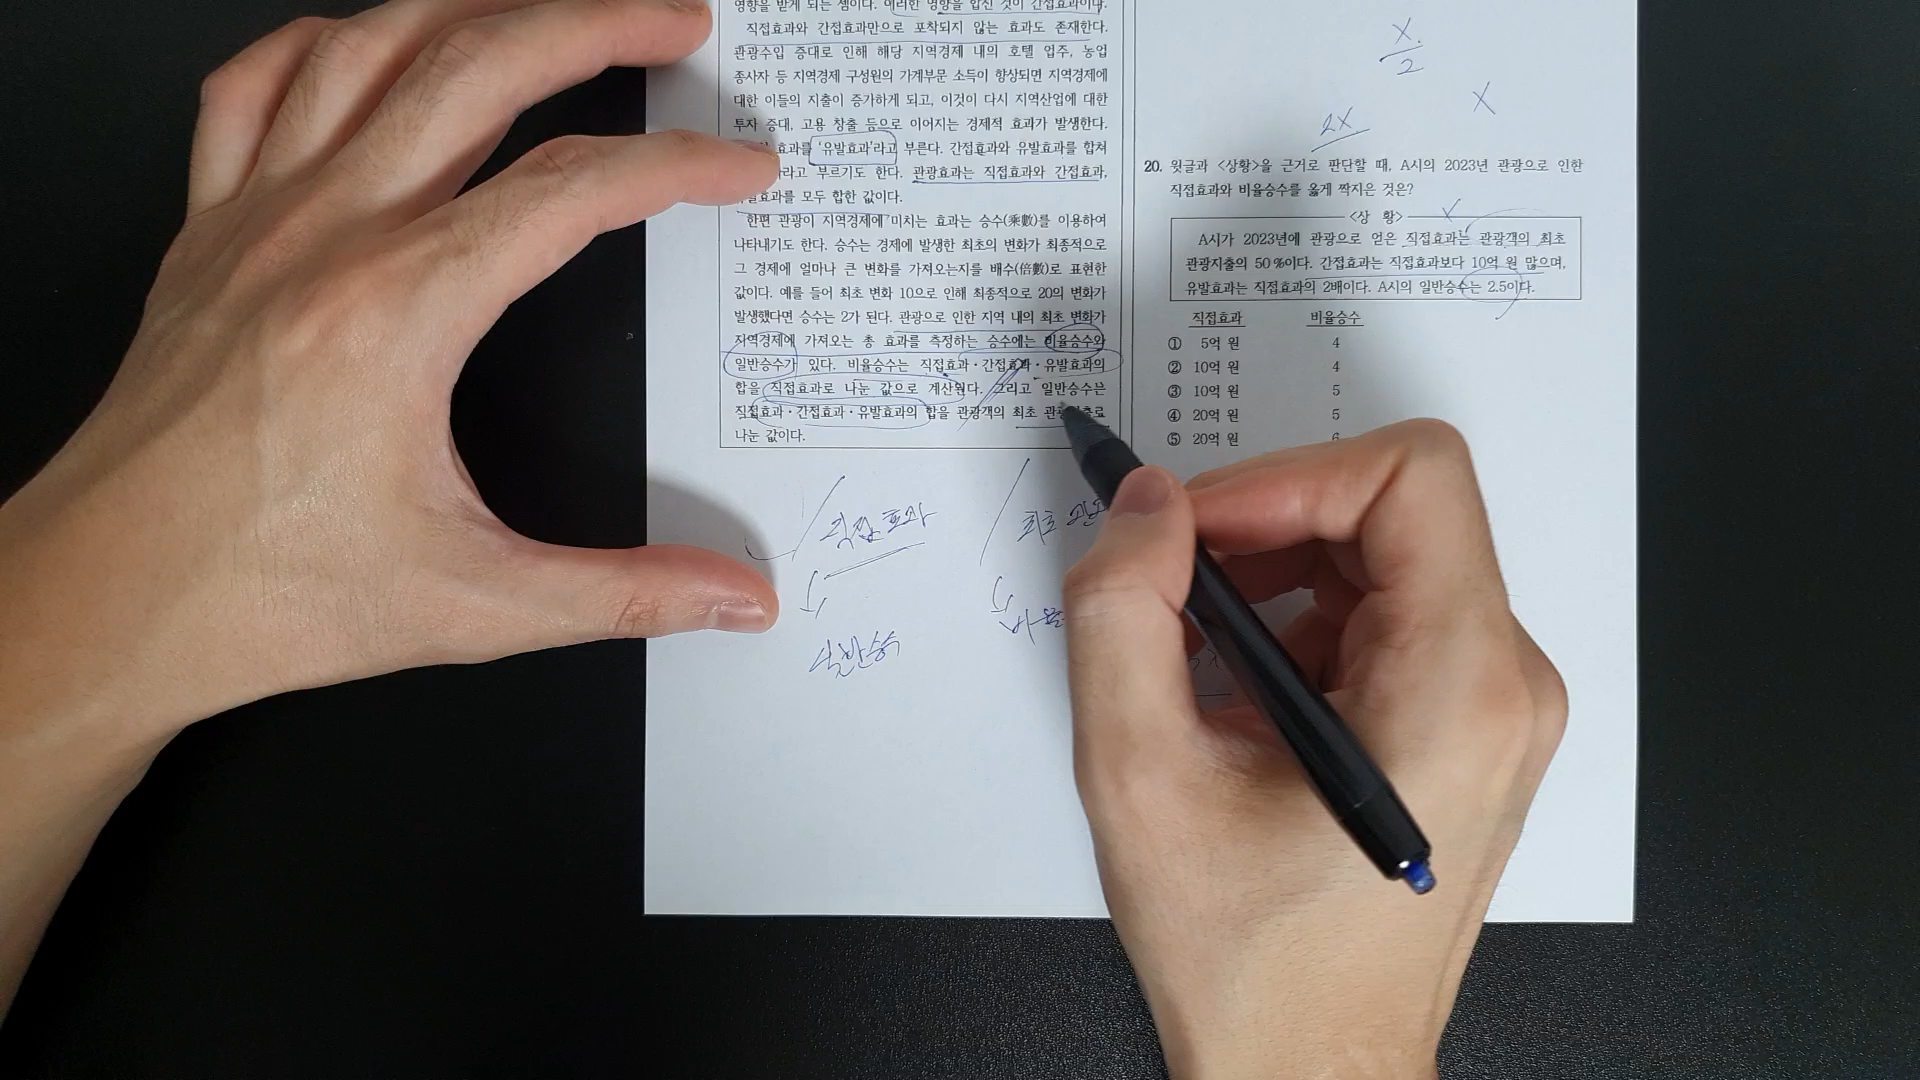 영향을 받게 되는 셈이다. 이러한 영향을 합친 것이 간접효과이다.
직접효과와 간접효과만으로 포착되지 않는 효과도 존재한다.
관광수입 증대로 인해 해당 지역경제 내의 호텔 업주, 농업
종사자 등 지역경제 구성원의 가계부문 소득이 향상되면 지역경제에
대한 이들의 지출이 증가하게 되고, 이것이 다시 지역산업에 대한
투자 증대, 고용 창출 등으로 이어지는 경제적 효과가 발생한다.
효과를 '유발효과'라고 부른다. 간접효과와 유발효과를 합쳐
라고 부르기도 한다. 관광효과는 직접효과와 간접효과,
유발효과를 모두 합한 값이다.
한편 관광이 지역경제에 미치는 효과는 승수(乘數)를 이용하여
나타내기도 한다. 승수는 경제에 발생한 최초의 변화가 최종적으로
그 경제에 얼마나 큰 변화를 가져오는지를 배수(倍數)로 표현한
값이다. 예를 들어 최초 변화 10으로 인해 최종적으로 20의 변화가
발생했다면 승수는 2가 된다. 관광으로 인한 지역 내의 최초 변화가
지역경제에 가져오는 총 효과를 측정하는 승수에는 비율승수와
일반승수가 있다. 비율승수는 직접효과·간접효과·유발효과의
합을 직접효과로 나눈 값으로 계산된다. 그리고 일반승수는
직접효과·간접효과·유발효과의 합을 관광객의 최초 관광지출로
나눈 값이다.
직접효과
최초 관광
일반승수
비율
X
2
X
2X
20. 윗글과 <상황>을 근거로 판단할 때, A시의 2023년 관광으로 인한
직접효과와 비율승수를 옳게 짝지은 것은?
<상 황>
A시가 2023년에 관광으로 얻은 직접효과는 관광객의 최초
관광지출의 50 %이다. 간접효과는 직접효과보다 10억 원 많으며,
유발효과는 직접효과의 2배이다. A시의 일반승수는 2.5이다.
직접효과 비율승수
① 5억 원 4
② 10억 원 4
③ 10억 원 5
④ 20억 원 5
⑤ 20억 원 6